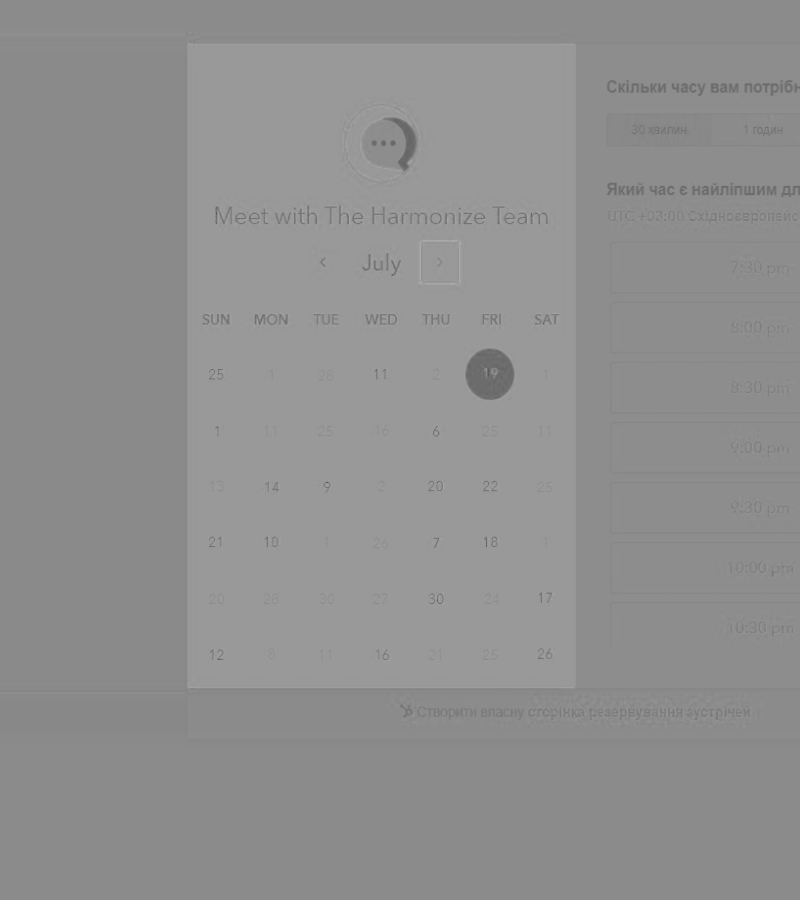 Meet with The Harmonize Team
July
SUN MON TUE WED THU FRI SAT
25 1 28 11 2 19 1
1 11 25 16 6 25 11
13 14 9 2 20 22 25
21 10 1 26 7 18 1
20 26 30 27 30 24 17
12 8 11 16 21 25 26
Скільки часу вам потрібн
30 хвилин 1 годин
Який час є найліпшим дл
UTC +03:00 Східноєвропейс
7:30 pm
8:00 pm
8:30 pm
9:00 pm
9:30 pm
10:00 pm
10:30 pm
Створити власну сторінка резервування зустрічей